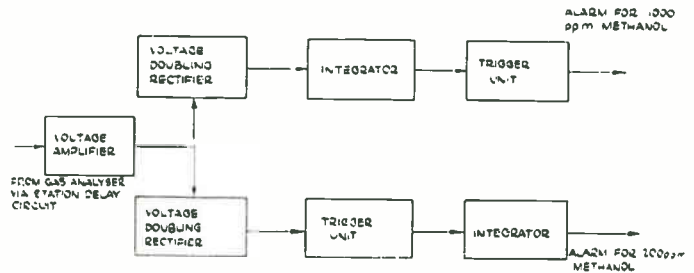 ALARM FOR 1000
ppm METHANOL
VOLTAGE
DOUBLING
RECTIFIER
INTEGRATOR
TRIGGER
UNIT
VOLTAGE
AMPLIFIER
FROM GAS ANALYSER
VIA STATION DELAY
CIRCUIT
VOLTAGE
DOUBLING
RECTIFIER
TRIGGER
UNIT
INTEGRATOR
ALARM FOR 200ppm
METHANOL